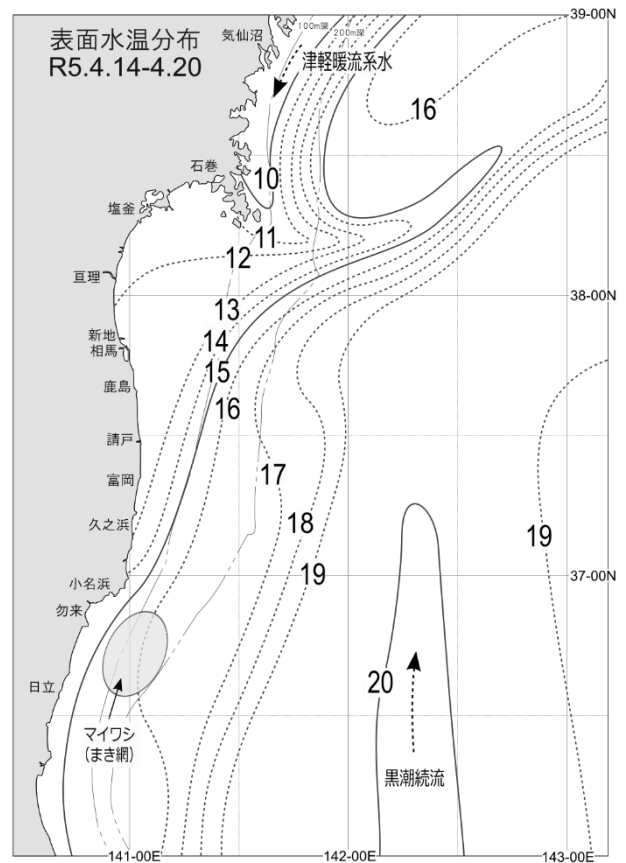 表面水温分布
R5.4.14-4.20
気仙沼
100m深
200m深
39-00N
津軽暖流系水
16
石巻
10
塩釜
11
12
亘理
38-00N
13
新地
14
相馬
15
鹿島
16
請戸
17
富岡
18
久之浜
19
19
37-00N
小名浜
勿来
日立
20
マイワシ
(まき網)
黒潮続流
141-00E
142-00E
143-00E